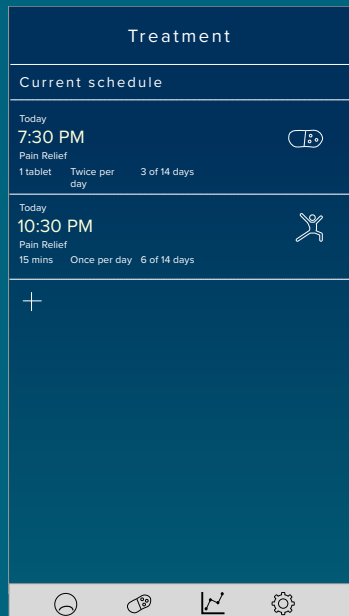 Treatment
Current schedule
Today
7:30 PM
Pain Relief
1 tablet Twice per day 3 of 14 days
Today
10:30 PM
Pain Relief
15 mins Once per day 6 of 14 days